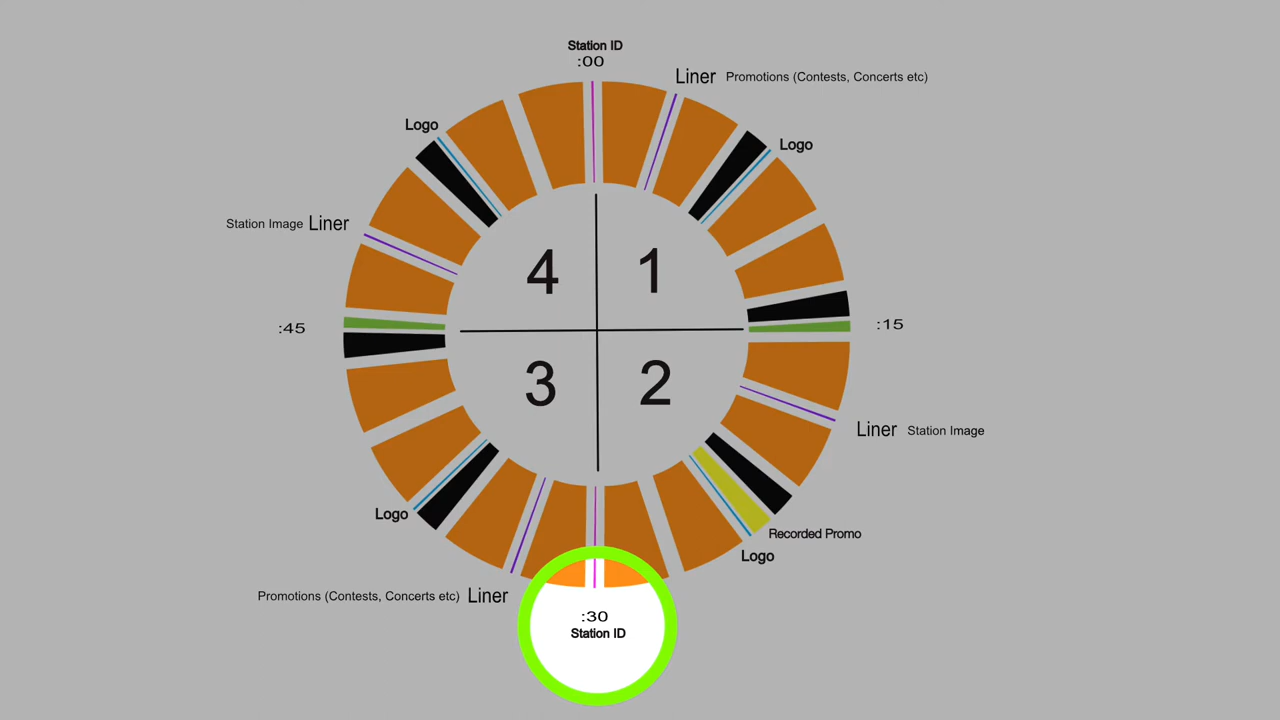 Station ID
:00
Liner Promotions (Contests, Concerts etc)
Logo
Logo
Station Image Liner
4
1
:45
:15
3
2
Liner Station Image
Logo
Recorded Promo
Logo
Promotions (Contests, Concerts etc) Liner
:30
Station ID